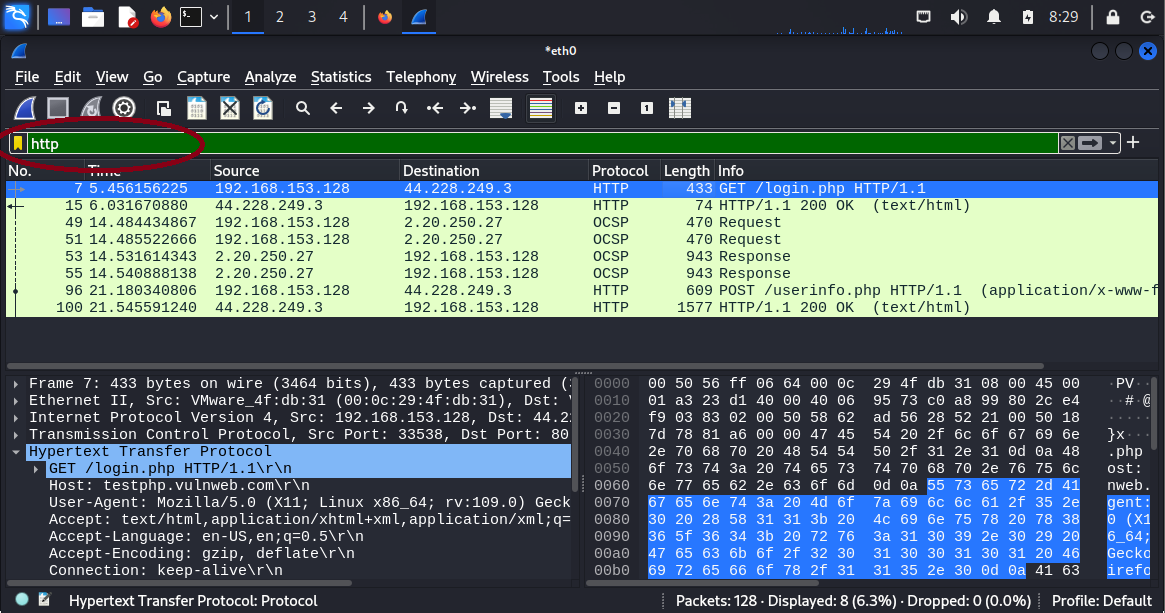 1 2 3 4 8:29
*eth0
File Edit View Go Capture Analyze Statistics Telephony Wireless Tools Help
http
No. Time Source Destination Protocol Length Info
7 5.456156225 192.168.153.128 44.228.249.3 HTTP 433 GET /login.php HTTP/1.1
15 6.031670880 44.228.249.3 192.168.153.128 HTTP 74 HTTP/1.1 200 OK (text/html)
49 14.484434867 192.168.153.128 2.20.250.27 OCSP 470 Request
51 14.485522666 192.168.153.128 2.20.250.27 OCSP 470 Request
53 14.531614343 2.20.250.27 192.168.153.128 OCSP 943 Response
55 14.540888138 2.20.250.27 192.168.153.128 OCSP 943 Response
96 21.180340806 192.168.153.128 44.228.249.3 HTTP 609 POST /userinfo.php HTTP/1.1 (application/x-www-f
100 21.545591240 44.228.249.3 192.168.153.128 HTTP 1577 HTTP/1.1 200 OK (text/html)
Frame 7: 433 bytes on wire (3464 bits), 433 bytes captured (
Ethernet II, Src: VMware_4f:db:31 (00:0c:29:4f:db:31), Dst:
Internet Protocol Version 4, Src: 192.168.153.128, Dst: 44.22
Transmission Control Protocol, Src Port: 33538, Dst Port: 80
Hypertext Transfer Protocol
GET /login.php HTTP/1.1\r\n
Host: testphp.vulnweb.com\r\n
User-Agent: Mozilla/5.0 (X11; Linux x86_64; rv:109.0) Geck
Accept: text/html,application/xhtml+xml,application/xml;q=
Accept-Language: en-US,en;q=0.5\r\n
Accept-Encoding: gzip, deflate\r\n
Connection: keep-alive\r\n
0000 00 50 56 ff 06 64 00 0c 29 4f db 31 08 00 45 00 ·PV··
0010 01 a3 23 d1 40 00 40 06 95 73 c0 a8 99 80 2c e4 ··#·@
0020 f9 03 83 02 00 50 58 62 ad 56 28 52 21 00 50 18 ·····
0030 7d 78 81 a6 00 00 47 45 54 20 2f 6c 6f 67 69 6e }x···
0040 2e 70 68 70 20 48 54 54 50 2f 31 2e 31 0d 0a 48 .php
0050 6f 73 74 3a 20 74 65 73 74 70 68 70 2e 76 75 6c ost:
0060 6e 77 65 62 2e 63 6f 6d 0d 0a 55 73 65 72 2d 41 nweb.
0070 67 65 6e 74 3a 20 4d 6f 7a 69 6c 6c 61 2f 35 2e gent:
0080 30 20 28 58 31 31 3b 20 4c 69 6e 75 78 20 78 38 0 (X1
0090 36 5f 36 34 3b 20 72 76 3a 31 30 39 2e 30 29 20 6_64;
00a0 47 65 63 6b 6f 2f 32 30 31 30 30 31 30 31 20 46 Gecko
00b0 69 72 65 66 6f 78 2f 31 31 35 2e 30 0d 0a 41 63 irefo
Hypertext Transfer Protocol: Protocol Packets: 128 · Displayed: 8 (6.3%) · Dropped: 0 (0.0%) Profile: Default